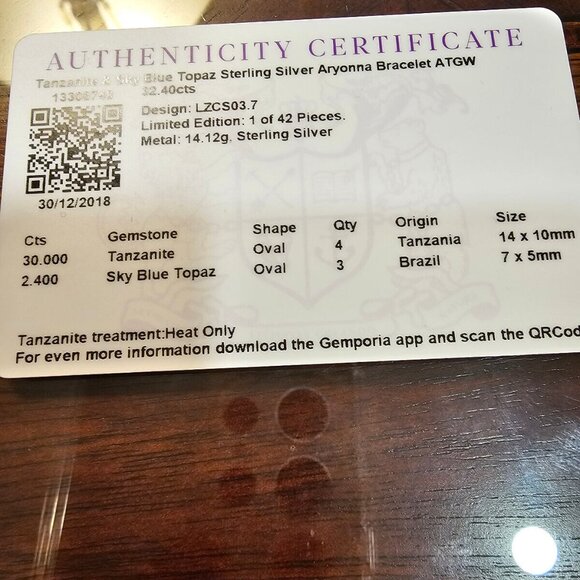 AUTHENTICITY CERTIFICATE
Tanzanite & Sky Blue Topaz Sterling Silver Aryonna Bracelet ATGW
32.40cts
Design: LZCS03.7
Limited Edition: 1 of 42 Pieces.
Metal: 14.12g. Sterling Silver
30/12/2018
Cts Gemstone Shape Qty Origin Size
30.000 Tanzanite Oval 4 Tanzania 14 x 10mm
2.400 Sky Blue Topaz Oval 3 Brazil 7 x 5mm
Tanzanite treatment:Heat Only
For even more information download the Gemporia app and scan the QRCod